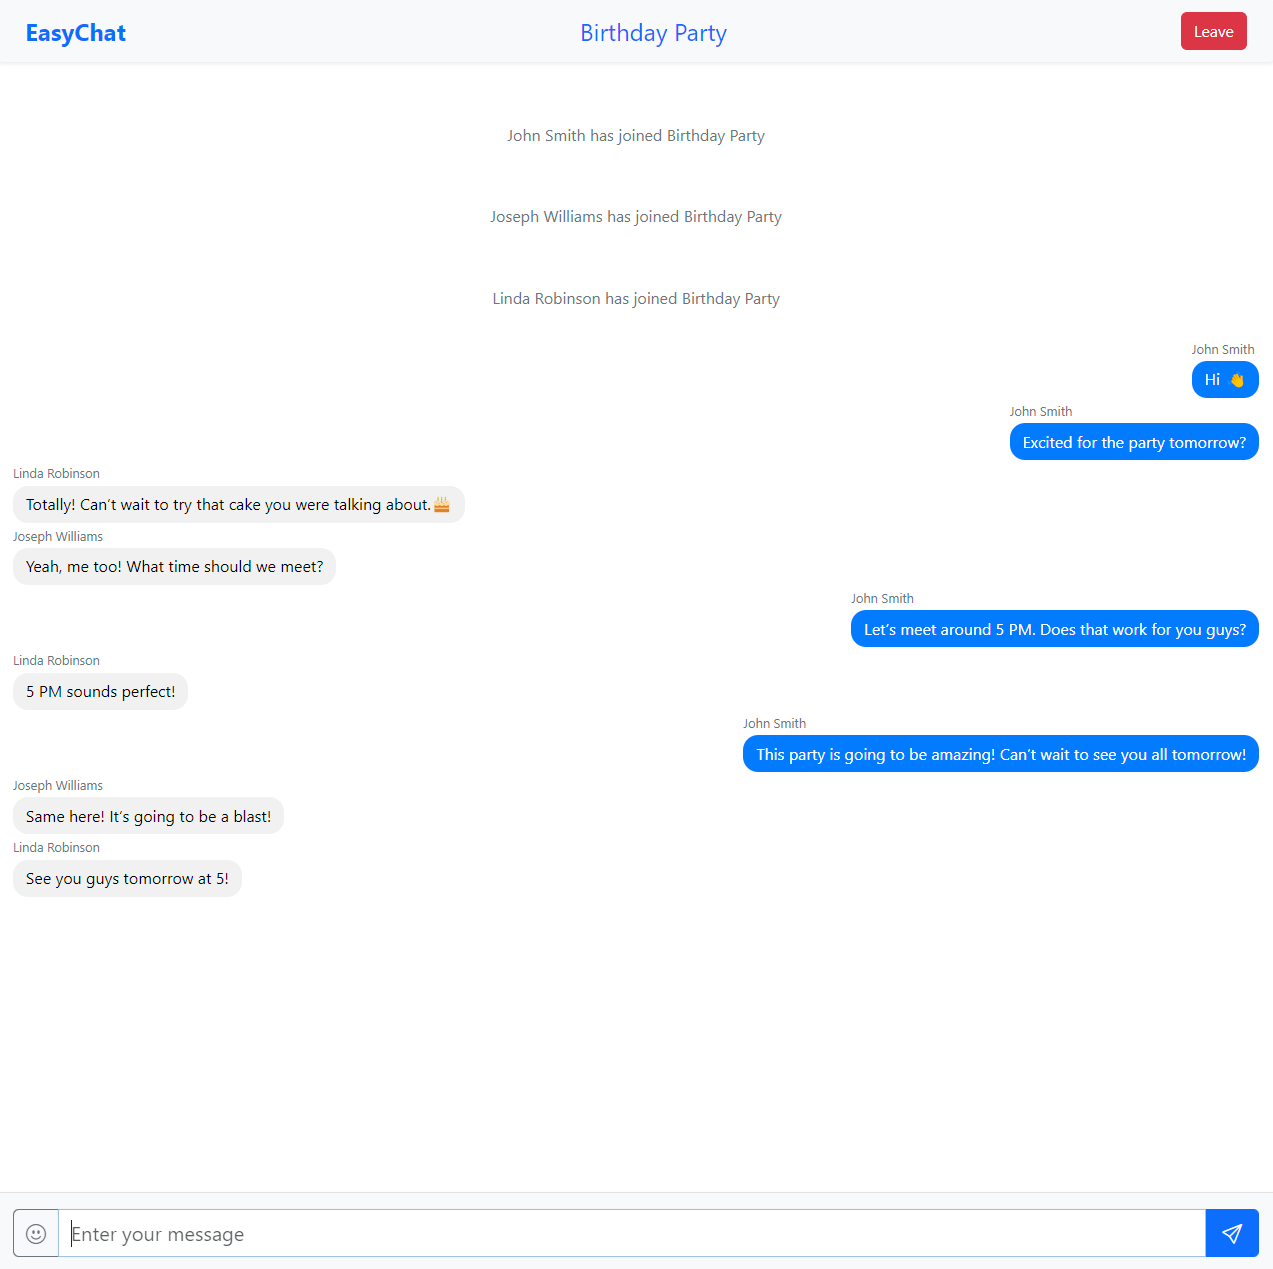 EasyChat
Birthday Party
Leave
John Smith has joined Birthday Party
Joseph Williams has joined Birthday Party
Linda Robinson has joined Birthday Party
John Smith
Hi 👋
John Smith
Excited for the party tomorrow?
Linda Robinson
Totally! Can't wait to try that cake you were talking about.🎂
Joseph Williams
Yeah, me too! What time should we meet?
John Smith
Let's meet around 5 PM. Does that work for you guys?
Linda Robinson
5 PM sounds perfect!
John Smith
This party is going to be amazing! Can't wait to see you all tomorrow!
Joseph Williams
Same here! It's going to be a blast!
Linda Robinson
See you guys tomorrow at 5!
Enter your message